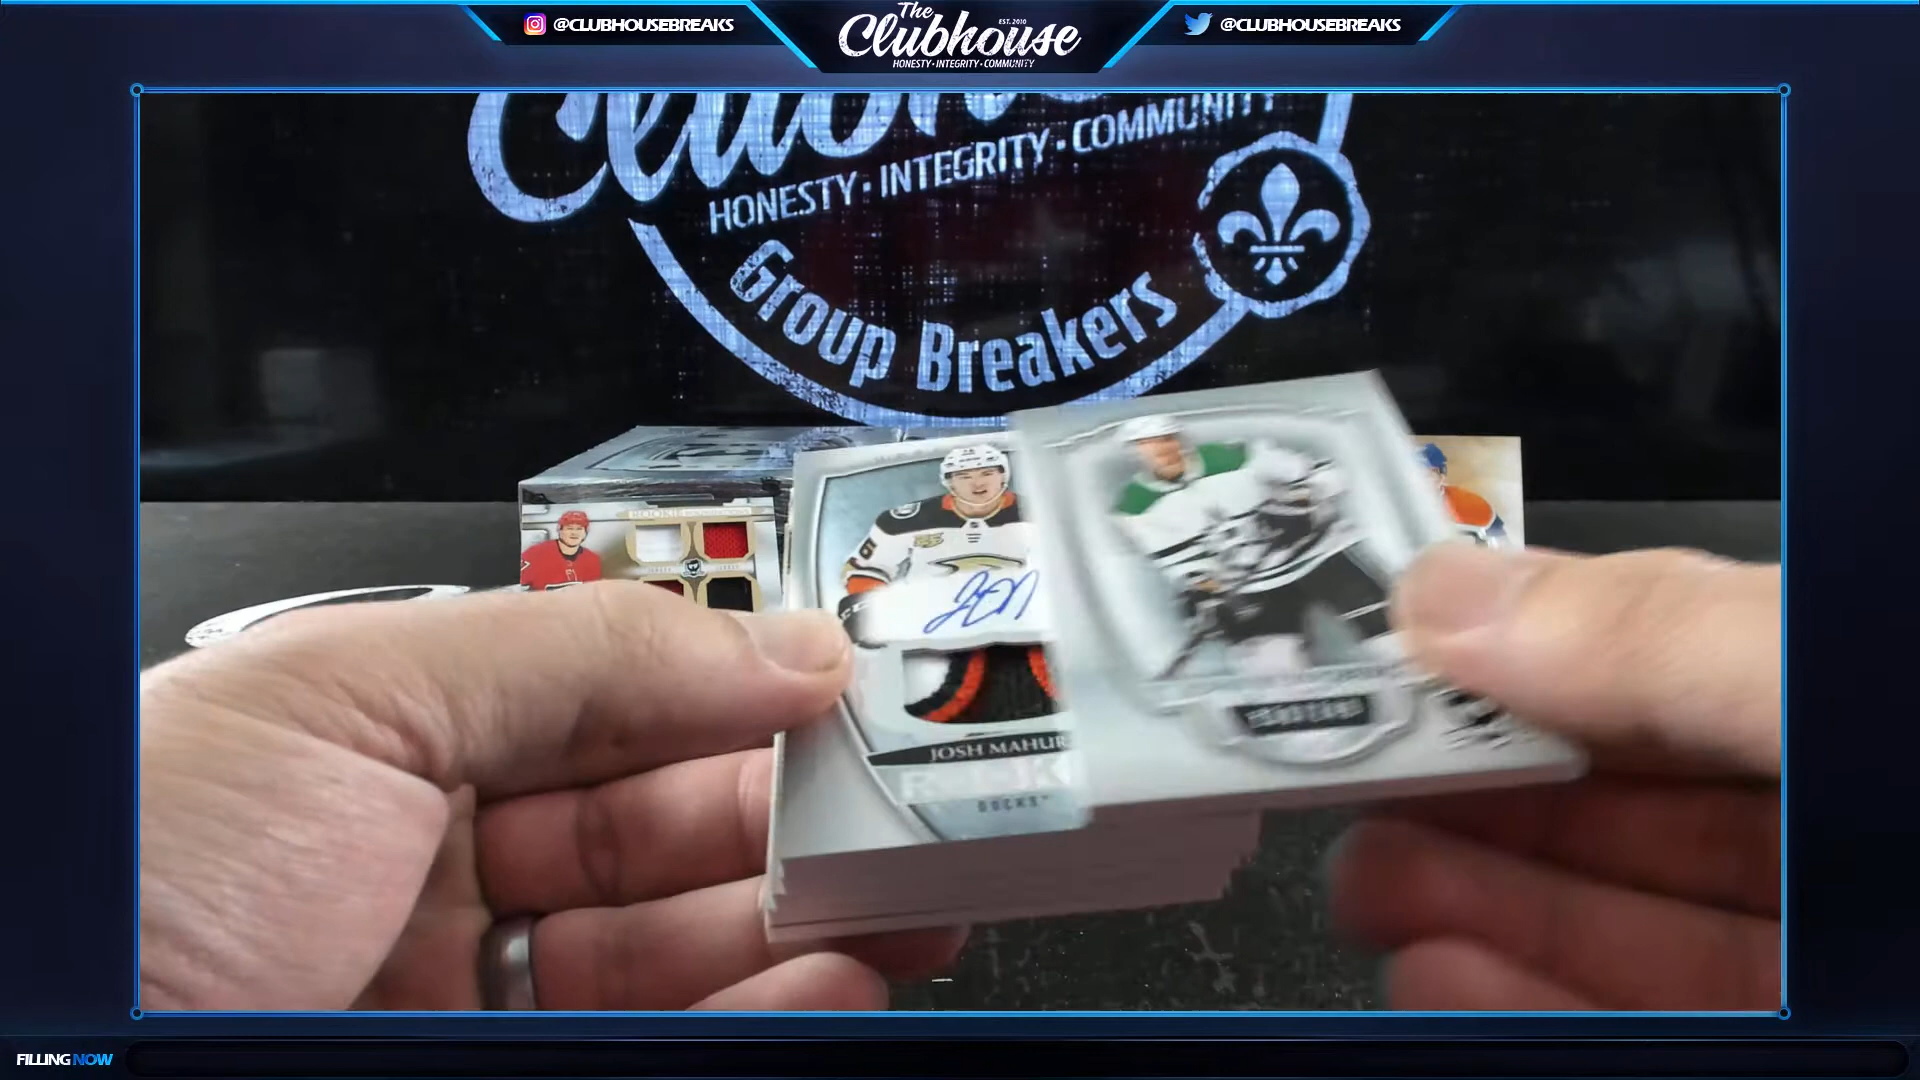 @CLUBHOUSEBREAKS
The
EST. 2010
Clubhouse
HONESTY · INTEGRITY · COMMUNITY
@CLUBHOUSEBREAKS
HONESTY · INTEGRITY · COMMUNITY
Group Breakers
ROOKIE
JOSH MAHUR
DUCKS
FILLING NOW